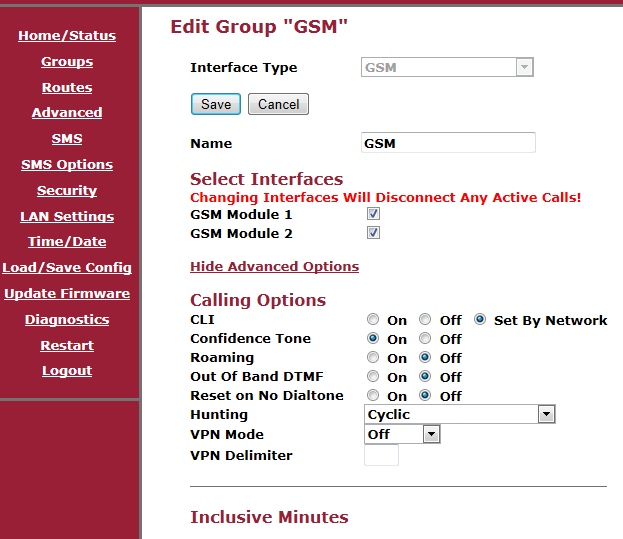 Home/Status
Groups
Routes
Advanced
SMS
SMS Options
Security
LAN Settings
Time/Date
Load/Save Config
Update Firmware
Diagnostics
Restart
Logout
Edit Group "GSM"
Interface Type GSM
Save Cancel
Name GSM
Select Interfaces
Changing Interfaces Will Disconnect Any Active Calls!
GSM Module 1
GSM Module 2
Hide Advanced Options
Calling Options
CLI On Off Set By Network
Confidence Tone On Off
Roaming On Off
Out Of Band DTMF On Off
Reset on No Dialtone On Off
Hunting Cyclic
VPN Mode Off
VPN Delimiter
Inclusive Minutes